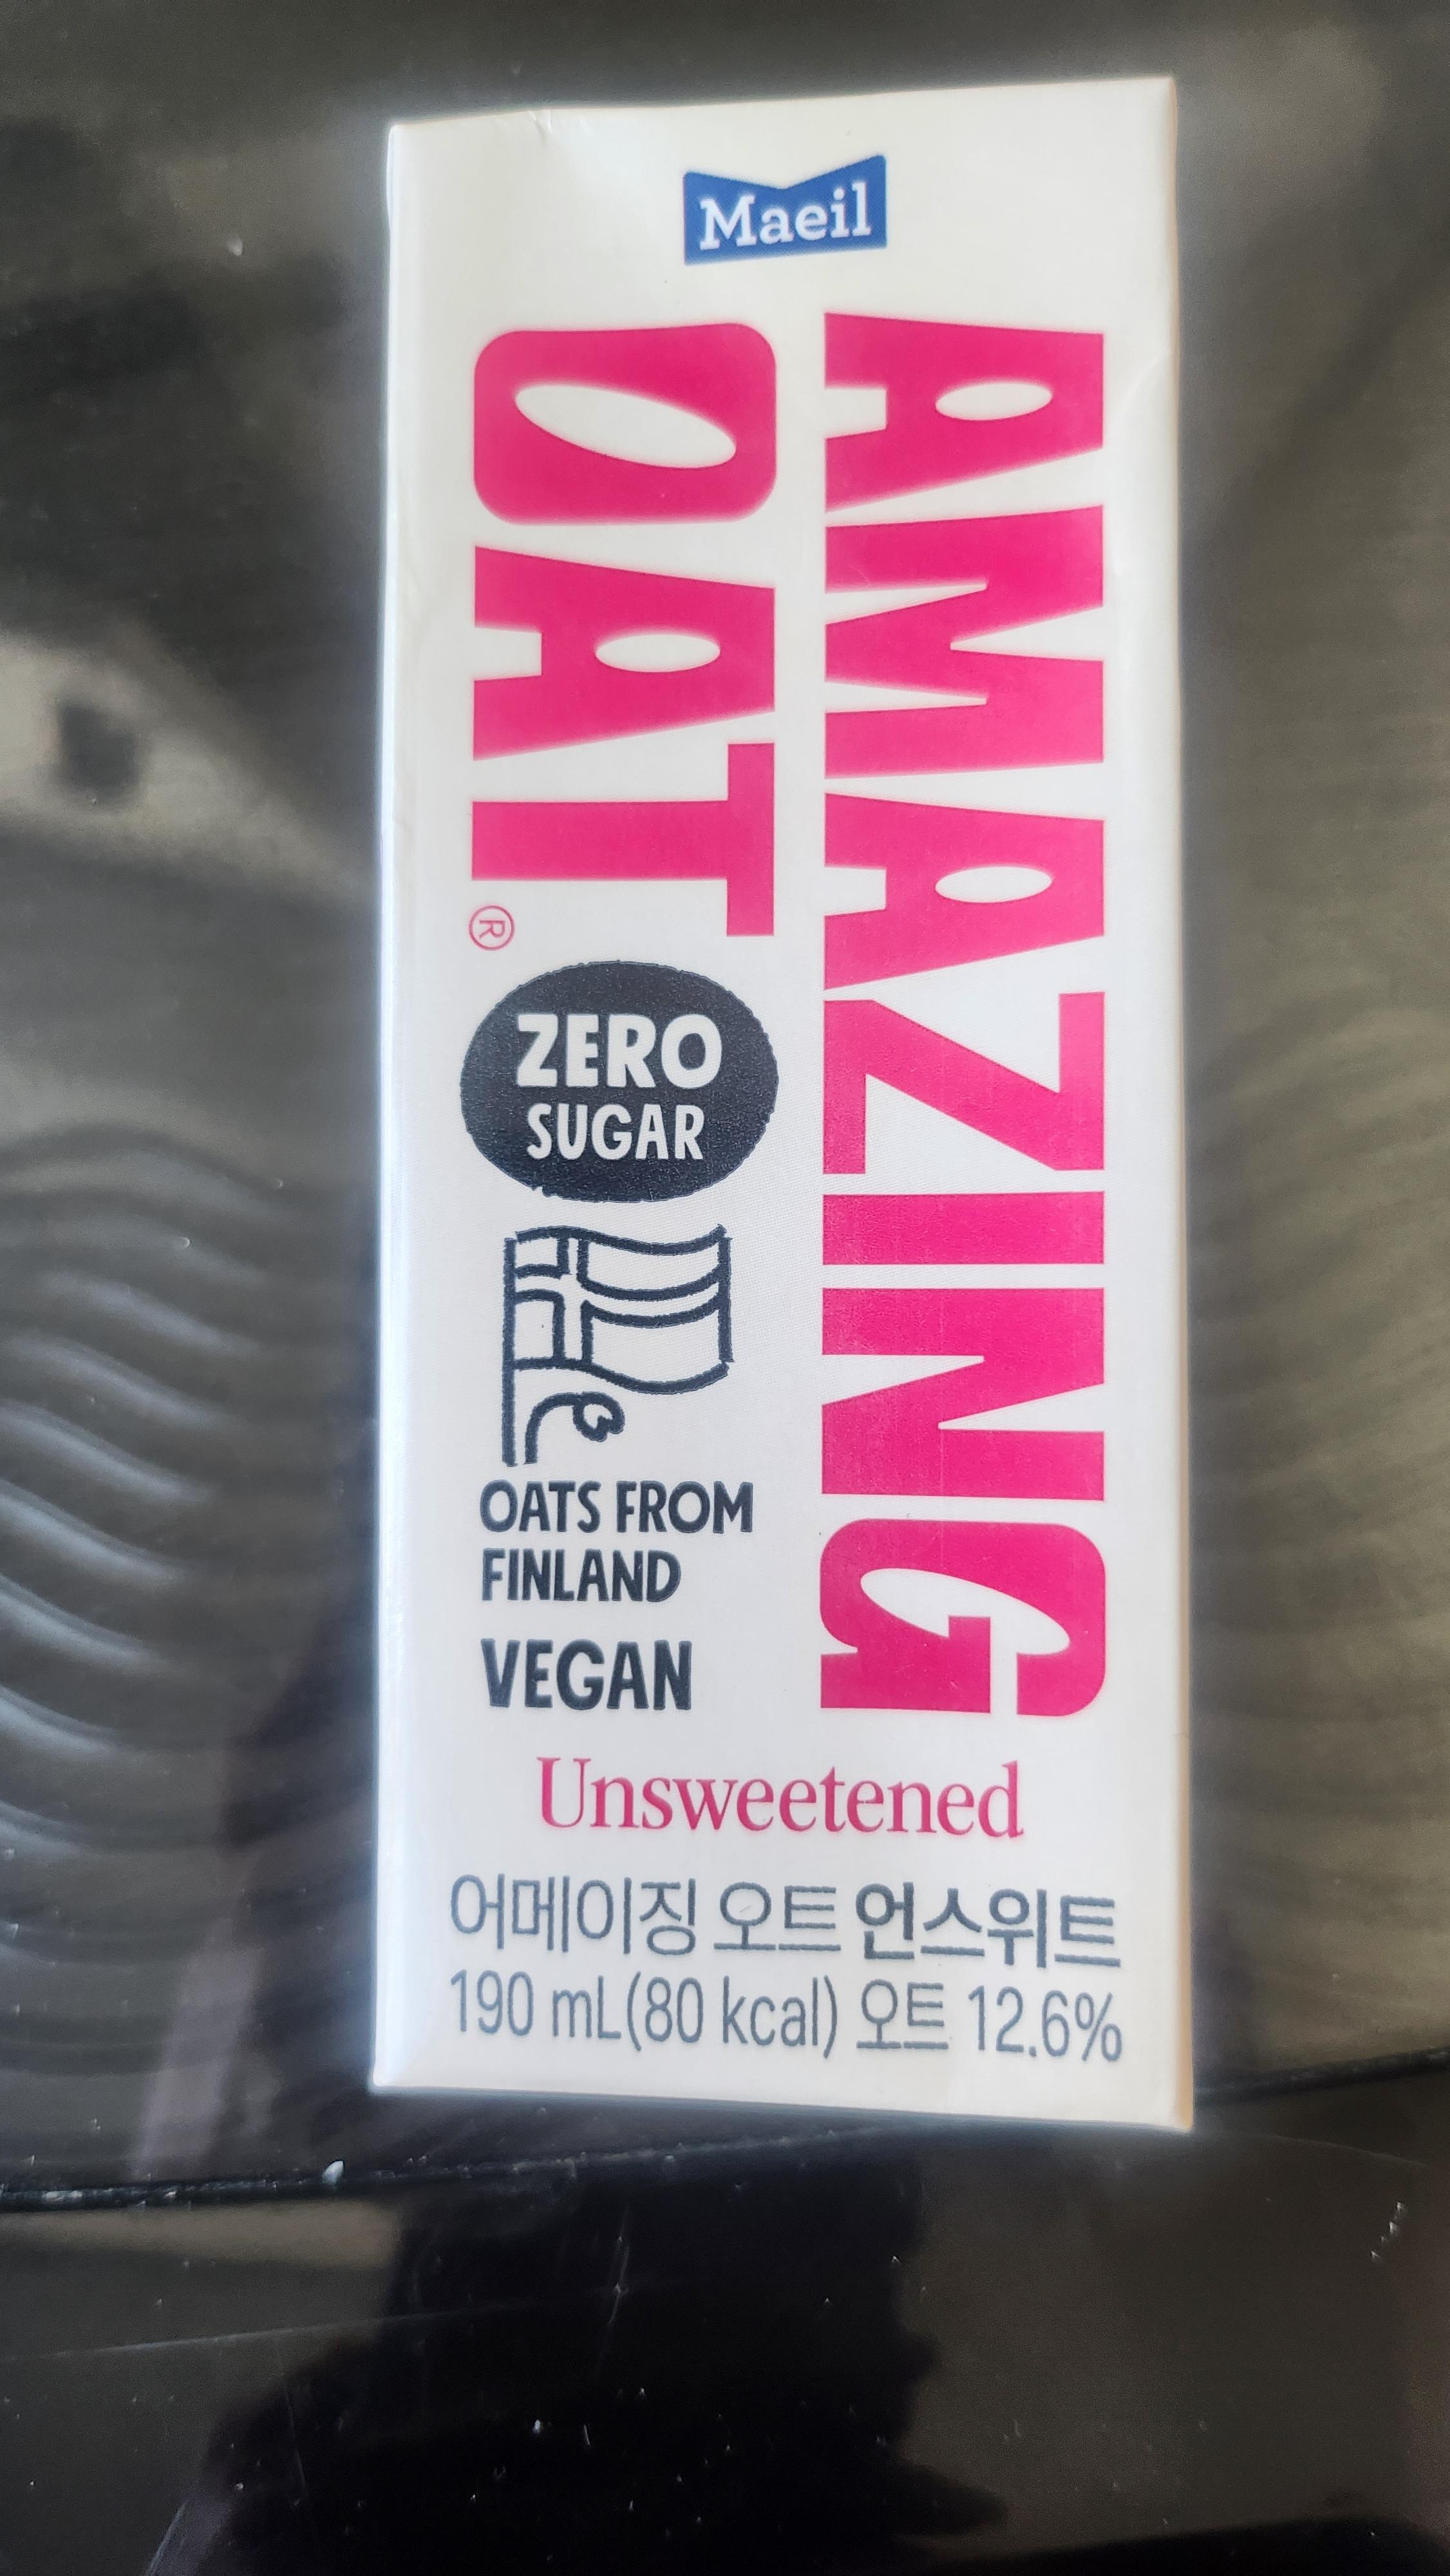 Maeil
AMAZING
OAT®
ZERO
SUGAR
OATS FROM
FINLAND
VEGAN
Unsweetened
어메이징 오트 언스위트
190 mL(80 kcal) 오트 12.6%